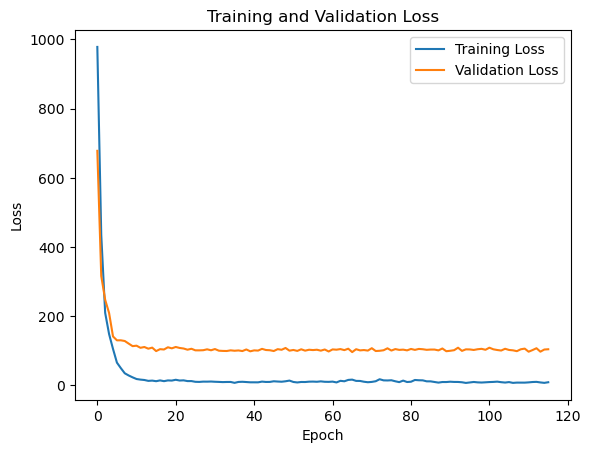 Training and Validation Loss
1000
800
600
400
200
0
Loss
Training Loss
Validation Loss
0 20 40 60 80 100 120
Epoch